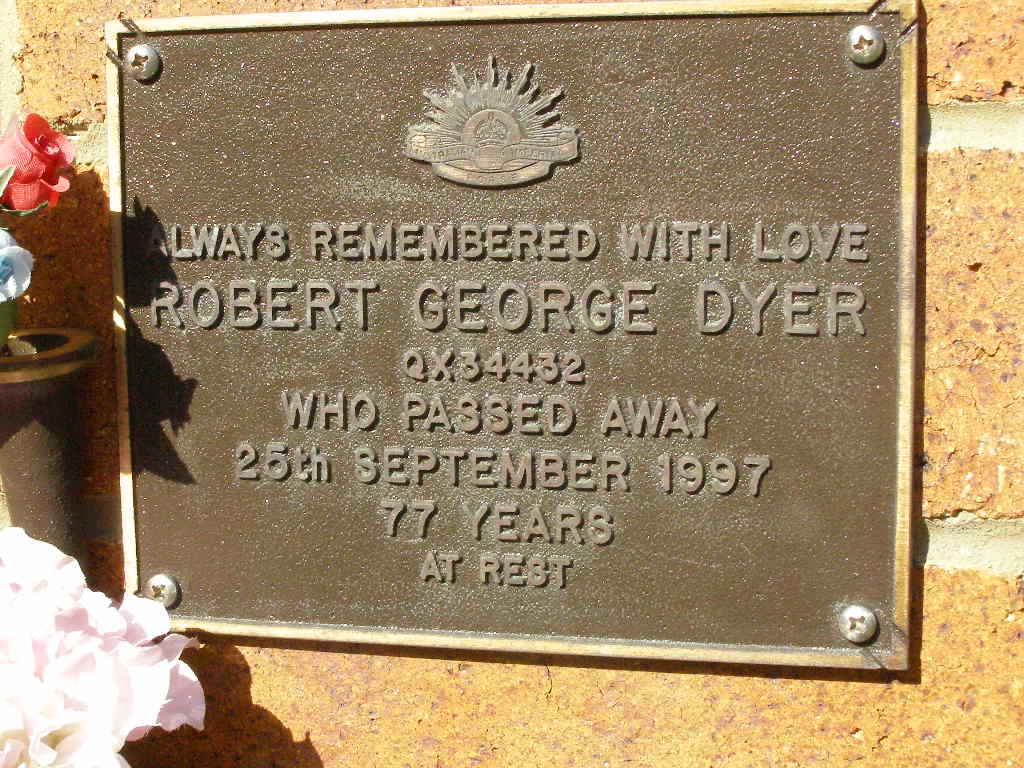 ALWAYS REMEMBERED WITH LOVE
ROBERT GEORGE DYER
QX34432
WHO PASSED AWAY
25th SEPTEMBER 1997
77 YEARS
AT REST